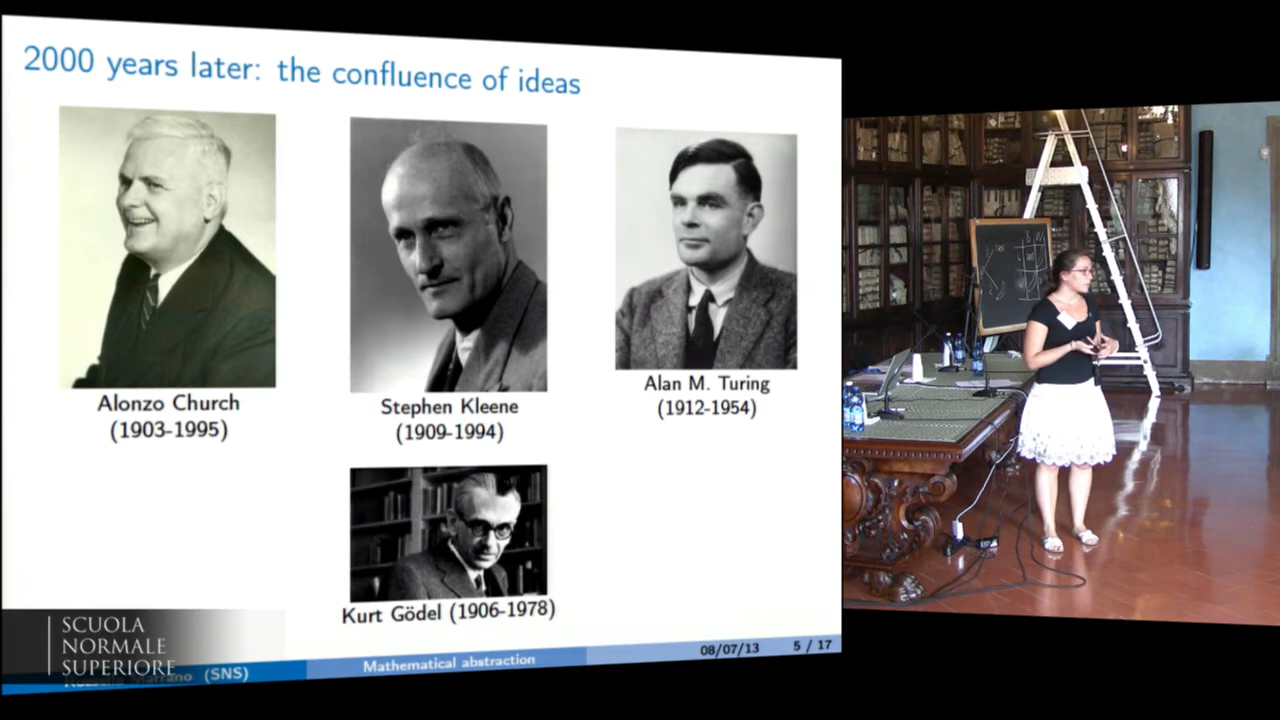 2000 years later: the confluence of ideas
Alonzo Church
(1903-1995)
Stephen Kleene
(1909-1994)
Alan M. Turing
(1912-1954)
Kurt Gödel (1906-1978)
SCUOLA
NORMALE
SUPERIORE
Marrano (SNS)
Mathematical abstraction
08/07/13
5 / 17